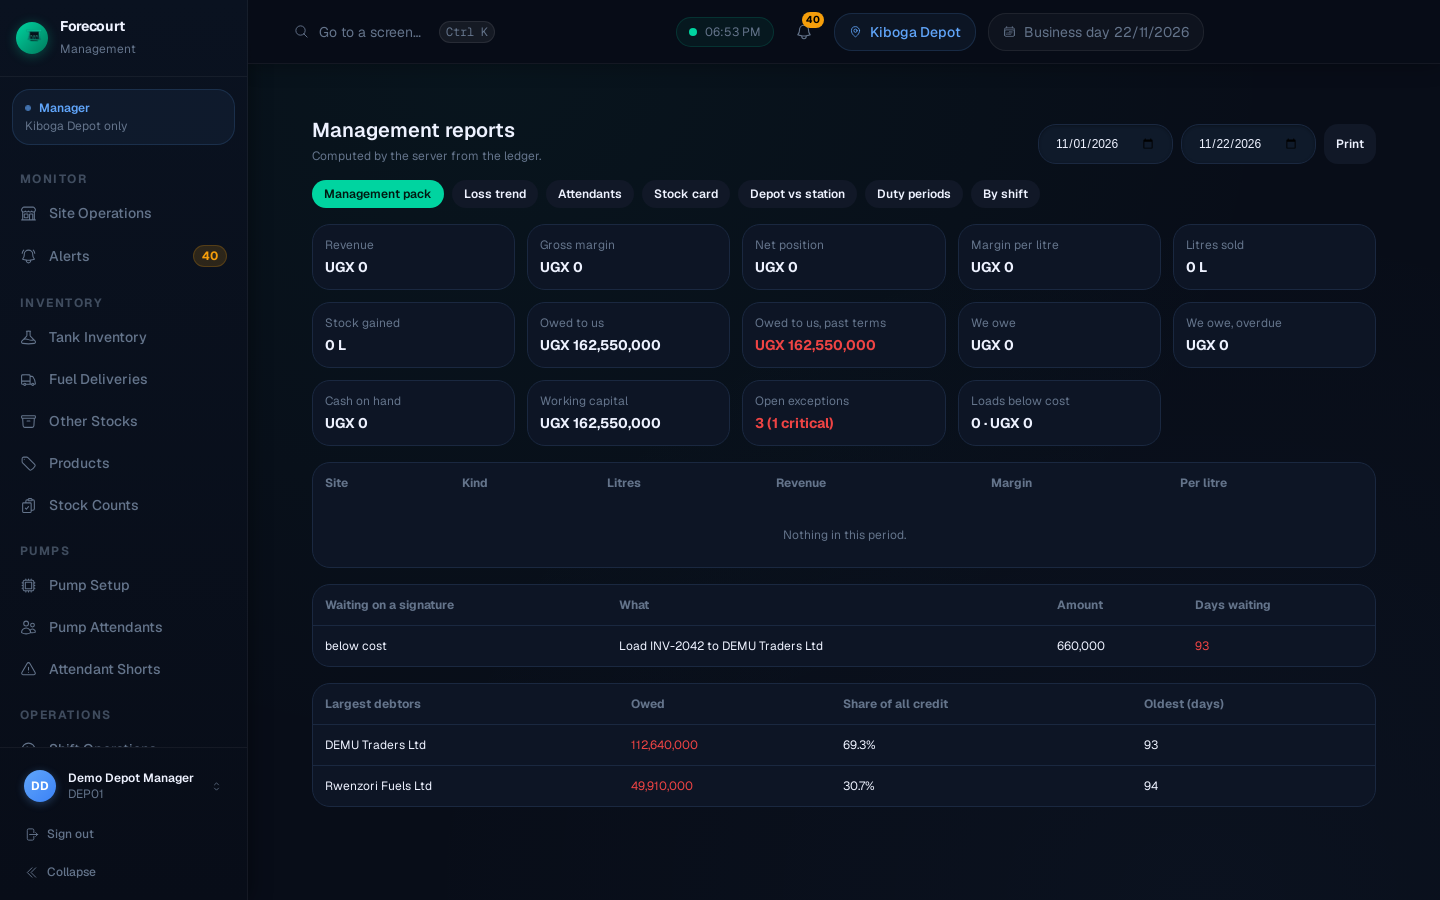 Forecourt
Management
Go to a screen...
Ctrl K
06:53 PM
40
Kiboga Depot
Business day 22/11/2026
Manager
Kiboga Depot only
MONITOR
Site Operations
Alerts
40
INVENTORY
Tank Inventory
Fuel Deliveries
Other Stocks
Products
Stock Counts
PUMPS
Pump Setup
Pump Attendants
Attendant Shorts
OPERATIONS
Shift Operations
Demo Depot Manager
DEP01
DD
Sign out
Collapse
Management reports
Computed by the server from the ledger.
11/01/2026
11/22/2026
Print
Management pack
Loss trend
Attendants
Stock card
Depot vs station
Duty periods
By shift
Revenue
UGX 0
Gross margin
UGX 0
Net position
UGX 0
Margin per litre
UGX 0
Litres sold
0 L
Stock gained
0 L
Owed to us
UGX 162,550,000
Owed to us, past terms
UGX 162,550,000
We owe
UGX 0
We owe, overdue
UGX 0
Cash on hand
UGX 0
Working capital
UGX 162,550,000
Open exceptions
3 (1 critical)
Loads below cost
0 · UGX 0
Site Kind Litres Revenue Margin Per litre
Nothing in this period.
Waiting on a signature What Amount Days waiting
below cost Load INV-2042 to DEMU Traders Ltd 660,000 93
Largest debtors Owed Share of all credit Oldest (days)
DEMU Traders Ltd 112,640,000 69.3% 93
Rwenzori Fuels Ltd 49,910,000 30.7% 94